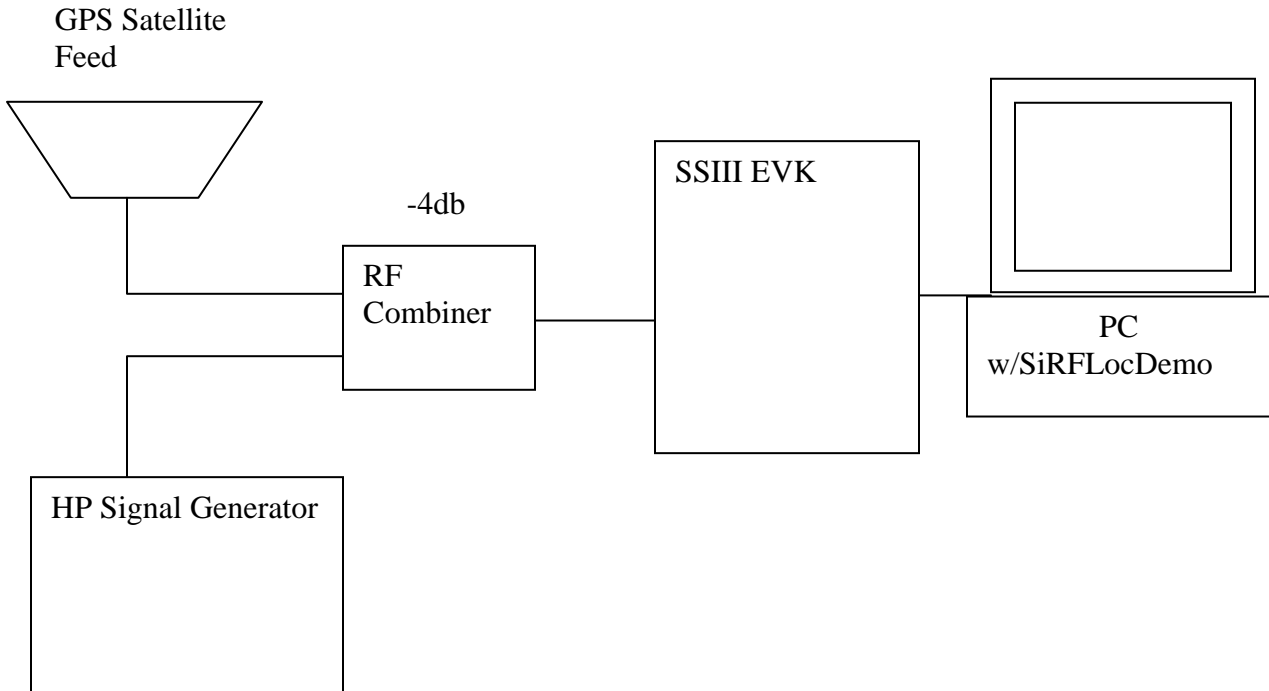 GPS Satellite
Feed
-4db
RF
Combiner
SSIII EVK
PC
w/SiRFLocDemo
HP Signal Generator